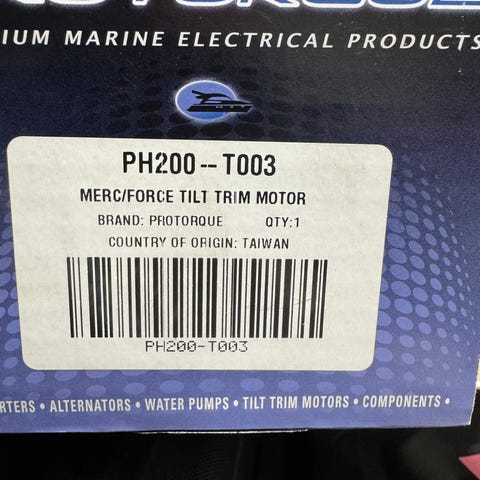 IUM MARINE ELECTRICAL PRODUCTS
PH200--T003
MERC/FORCE TILT TRIM MOTOR
BRAND: PROTORQUE QTY:1
COUNTRY OF ORIGIN: TAIWAN
PH200-T003
RTERS • ALTERNATORS • WATER PUMPS • TILT TRIM MOTORS • COMPONENTS •